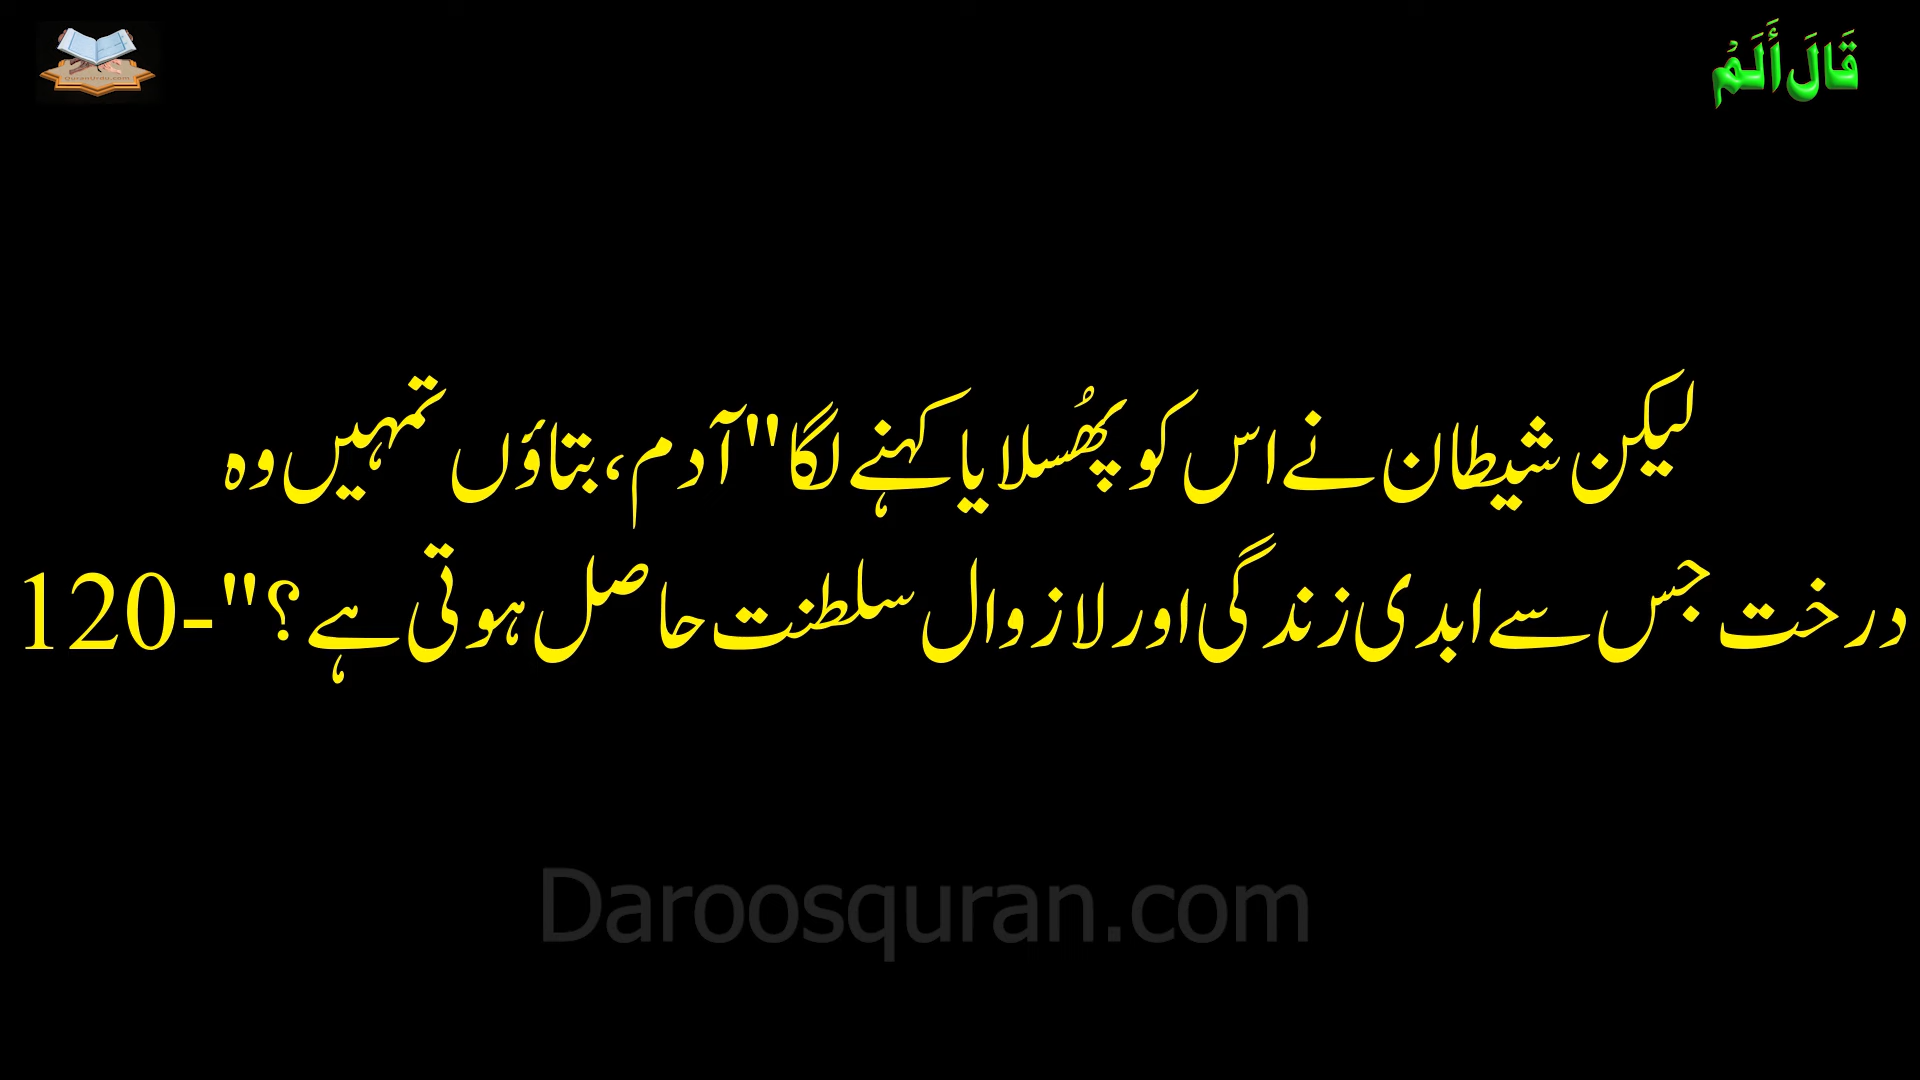 قَالَ أَلَمْ
لیکن شیطان نے اس کو پھُسلایا کہنے لگا "آدم، بتاؤں تمہیں وہ
درخت جس سے ابدی زندگی اور لازوال سلطنت حاصل ہوتی ہے؟"-120
Daroosquran.com